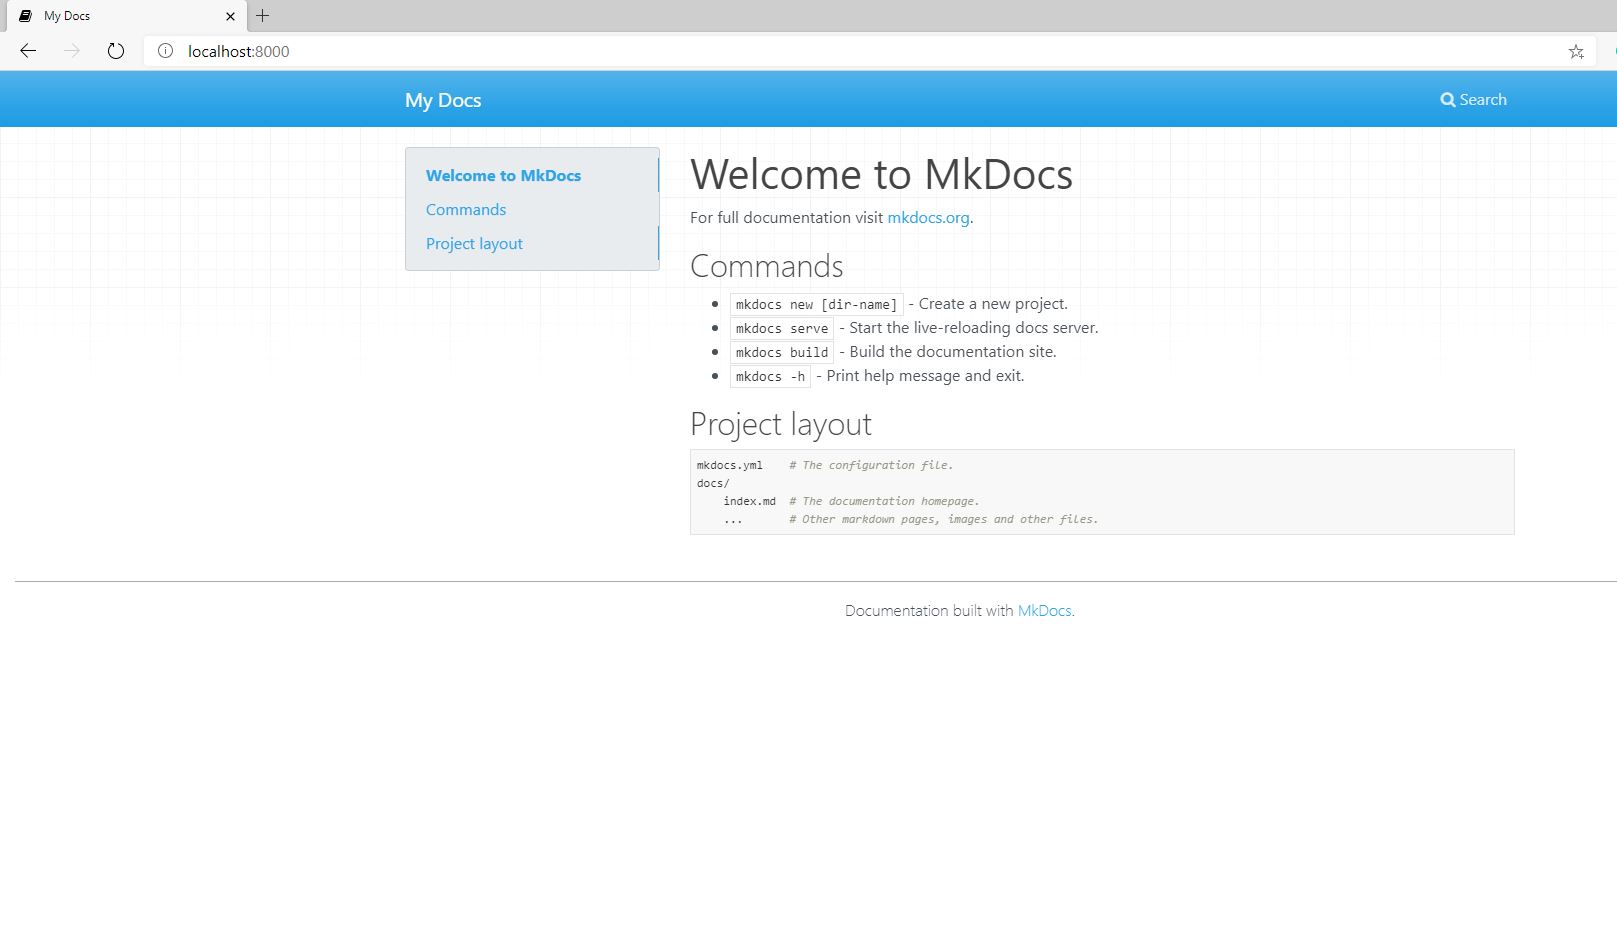 My Docs
localhost:8000
My Docs
Search
Welcome to MkDocs
Commands
Project layout
Welcome to MkDocs
For full documentation visit mkdocs.org.
Commands
mkdocs new [dir-name] - Create a new project.
mkdocs serve - Start the live-reloading docs server.
mkdocs build - Build the documentation site.
mkdocs -h - Print help message and exit.
Project layout
mkdocs.yml    # The configuration file.
docs/
    index.md  # The documentation homepage.
    ...       # Other markdown pages, images and other files.
Documentation built with MkDocs.